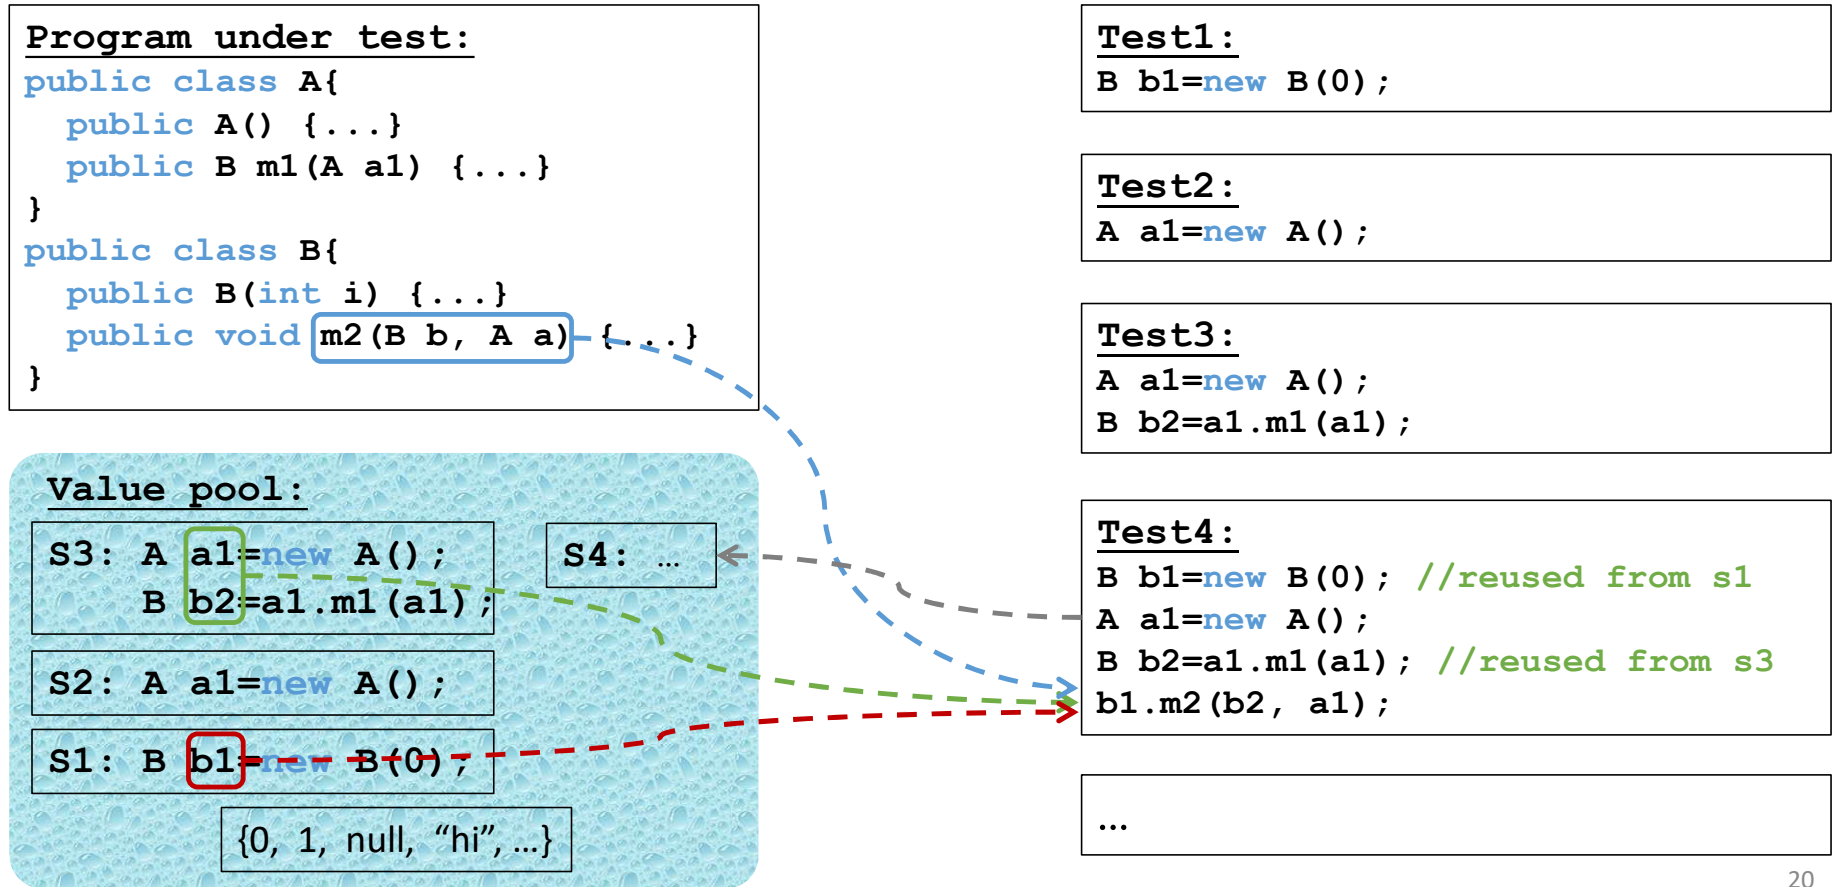 Program under test:
public class A{
public A() {...}
public B m1(A a1) {...}
}
public class B{
public B(int i) {...}
public void m2(B b, A a) {...}
}
Value pool:
S3: A a1=new A();
B b2=a1.m1(a1);
S4: …
S2: A a1=new A();
S1: B b1=new B(0);
{0, 1, null, “hi”, …}
Test1:
B b1=new B(0);
Test2:
A a1=new A();
Test3:
A a1=new A();
B b2=a1.m1(a1);
Test4:
B b1=new B(0); //reused from s1
A a1=new A();
B b2=a1.m1(a1); //reused from s3
b1.m2(b2, a1);
…
20